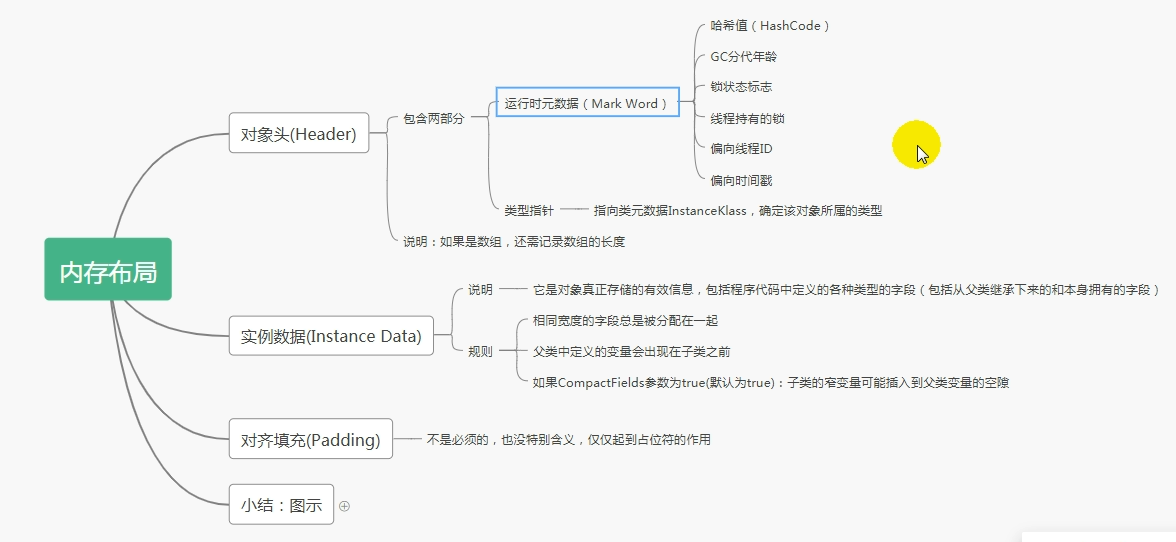 内存布局
对象头(Header)
包含两部分
运行时元数据（Mark Word）
哈希值（HashCode）
GC分代年龄
锁状态标志
线程持有的锁
偏向线程ID
偏向时间戳
类型指针
指向类元数据InstanceKlass，确定该对象所属的类型
说明：如果是数组，还需记录数组的长度
实例数据(Instance Data)
说明
它是对象真正存储的有效信息，包括程序代码中定义的各种类型的字段（包括从父类继承下来的和本身拥有的字段）
规则
相同宽度的字段总是被分配在一起
父类中定义的变量会出现在子类之前
如果CompactFields参数为true(默认为true)：子类的窄变量可能插入到父类变量的空隙
对齐填充(Padding)
不是必须的，也没特别含义，仅仅起到占位符的作用
小结：图示